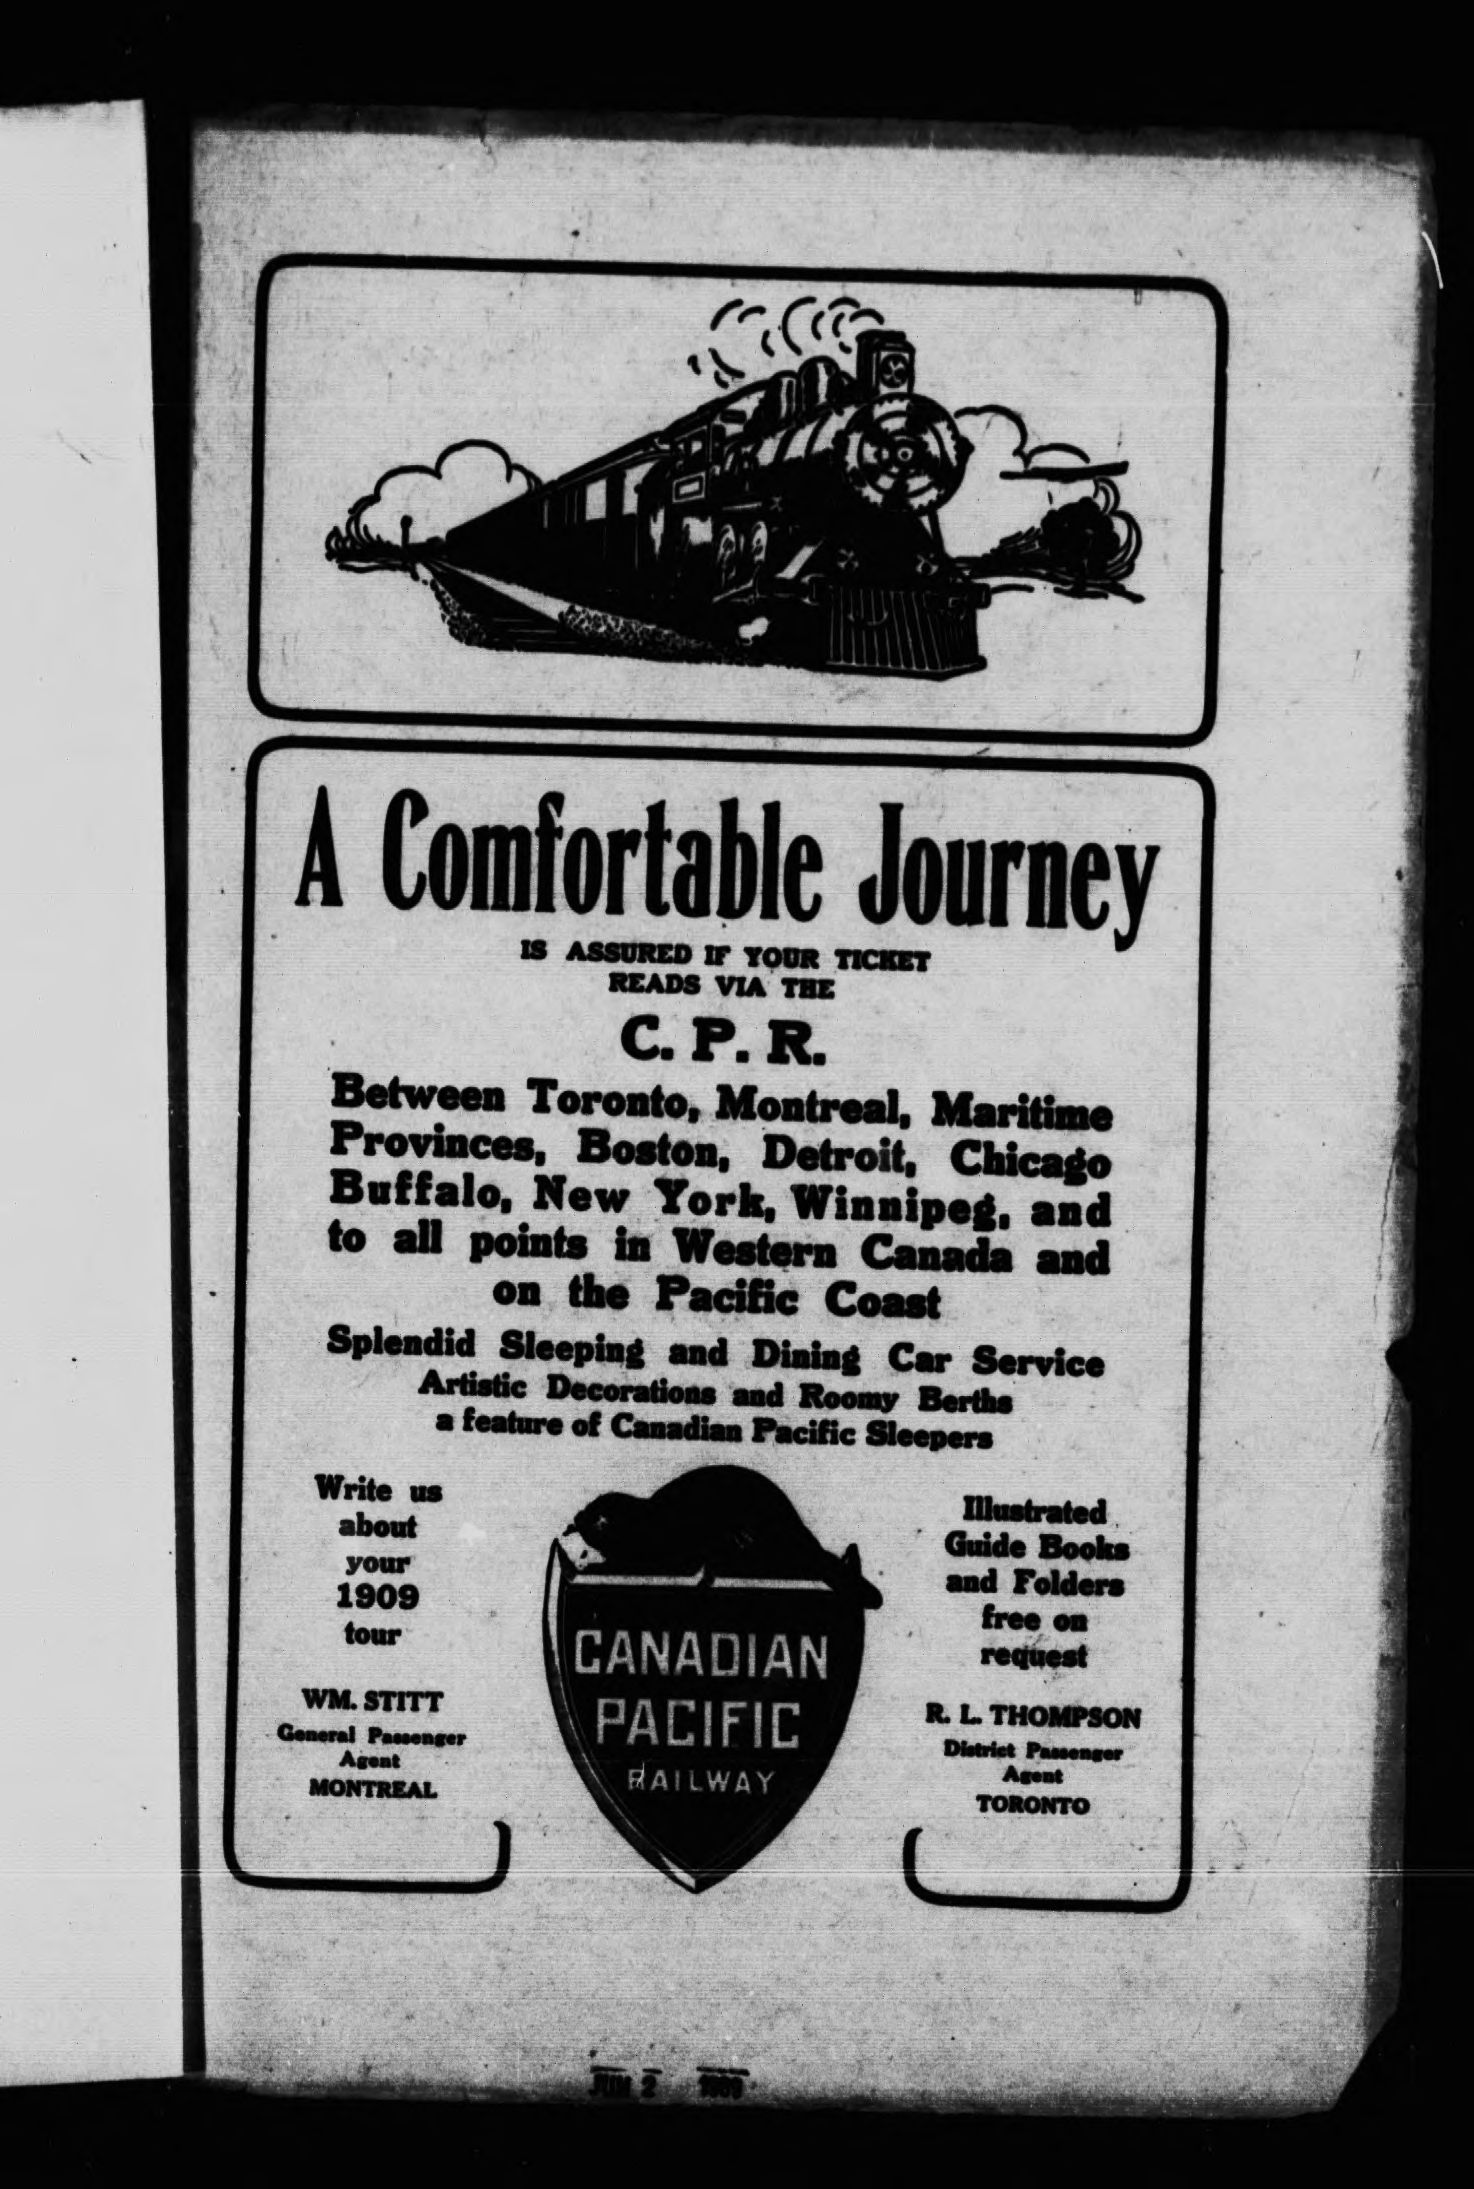 A Comfortable Journey
IS ASSURED IF YOUR TICKET
READS VIA THE
C. P. R.
Between Toronto, Montreal, Maritime
Provinces, Boston, Detroit, Chicago
Buffalo, New York, Winnipeg, and
to all points in Western Canada and
on the Pacific Coast
Splendid Sleeping and Dining Car Service
Artistic Decorations and Roomy Berths
a feature of Canadian Pacific Sleepers
Write us
about
your
1909
tour
WM. STITT
General Passenger
Agent
MONTREAL
CANADIAN
PACIFIC
RAILWAY
Illustrated
Guide Books
and Folders
free on
request
R. L. THOMPSON
District Passenger
Agent
TORONTO
JUN 2 1909